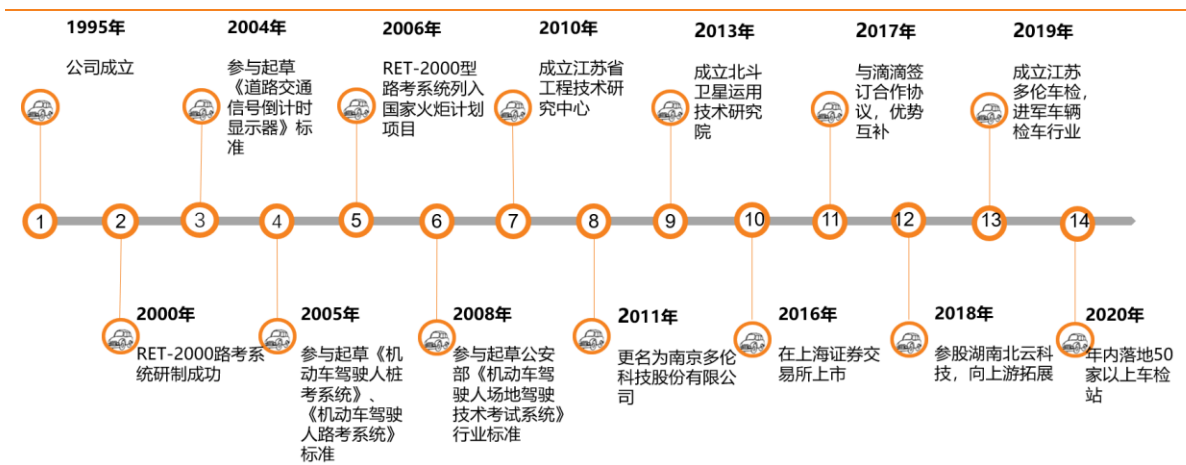 1995年
公司成立
2004年
参与起草
《道路交通
信号倒计时
显示器》标
准
2006年
RET-2000型
路考系统列入
国家火炬计划
项目
2010年
成立江苏省
工程技术研
究中心
2013年
成立北斗
卫星运用
技术研究
院
2017年
与滴滴签
订合作协
议，优势
互补
2019年
成立江苏
多伦车检，
进军车辆
检车行业
1
2
3
4
5
6
7
8
9
10
11
12
13
14
2000年
RET-2000路考系
统研制成功
2005年
参与起草《机
动车驾驶人桩
考系统》、
《机动车驾驶
人路考系统》
标准
2008年
参与起草公安
部《机动车驾
驶人场地驾驶
技术考试系统》
行业标准
2011年
更名为南京多伦
科技股份有限公
司
2016年
在上海证券交
易所上市
2018年
参股湖南北云科
技，向上游拓展
2020年
年内落地50
家以上车检
站